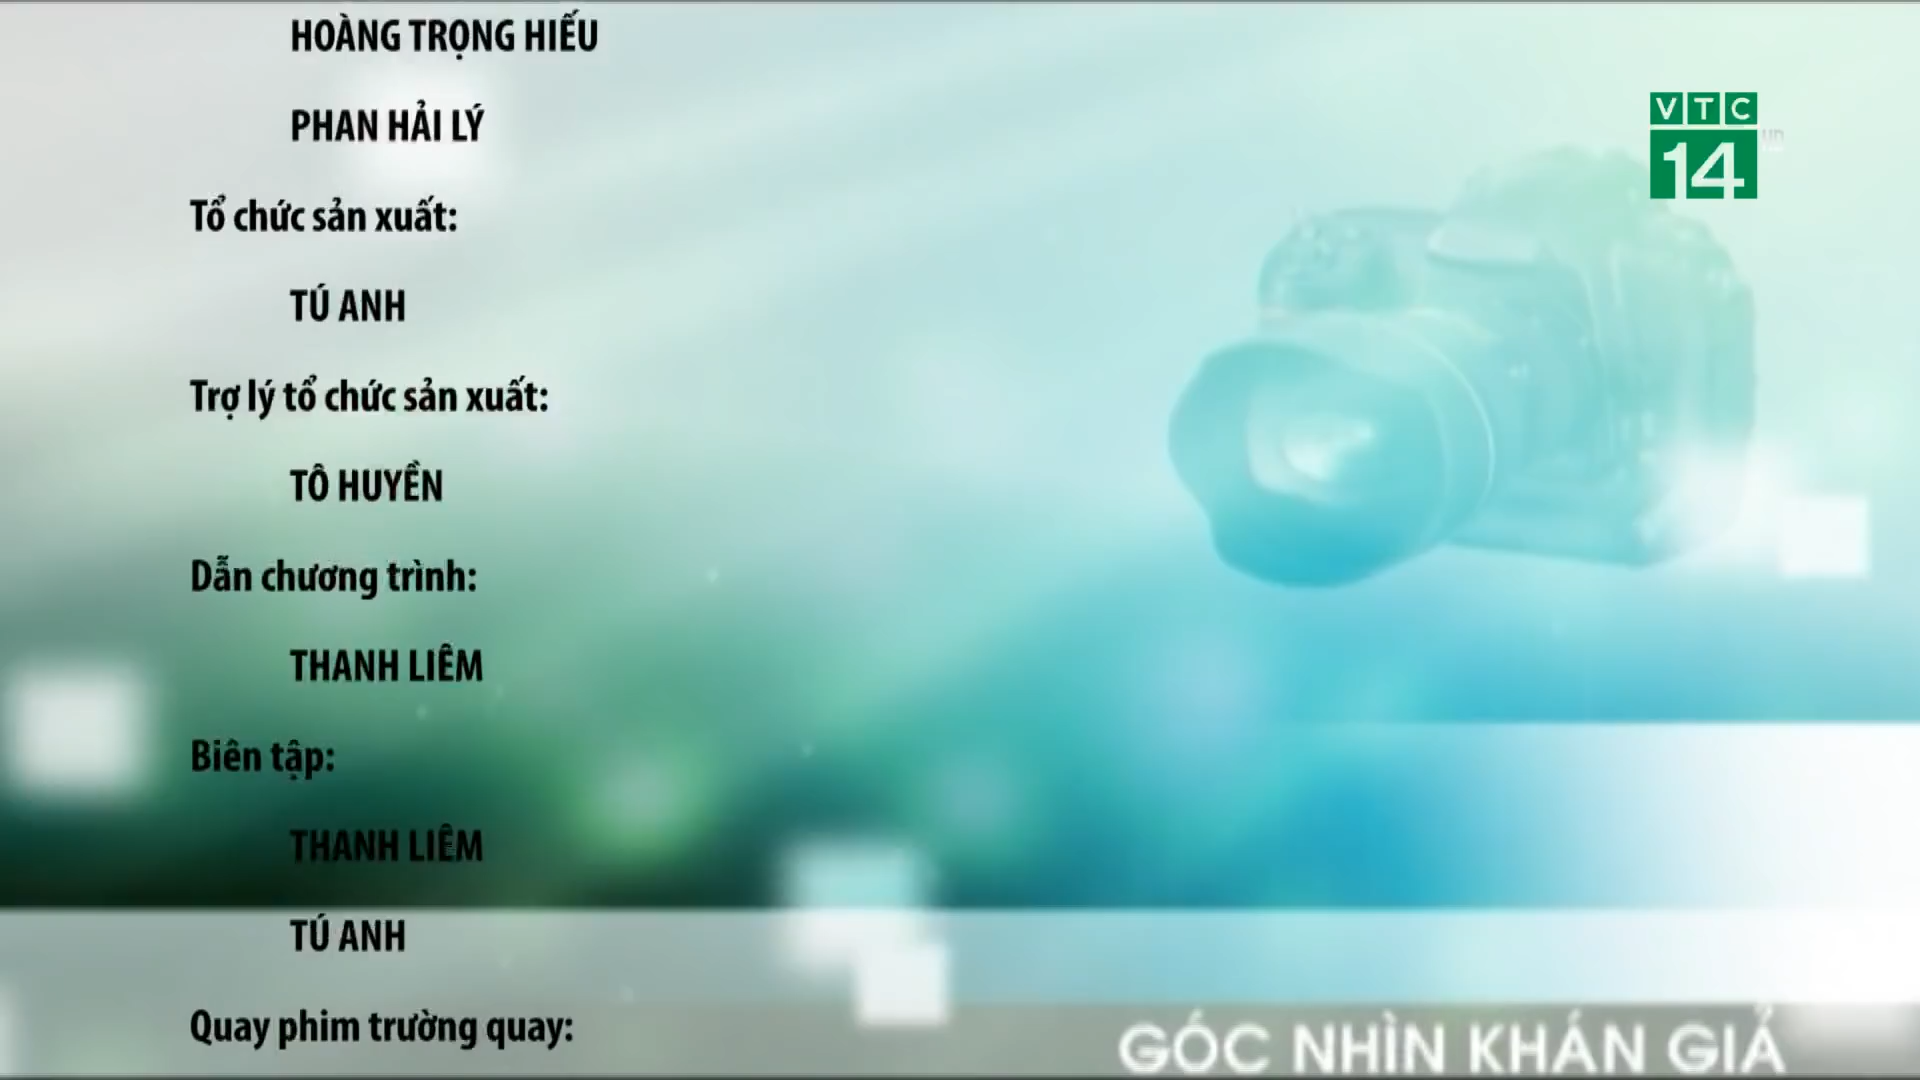 HOÀNG TRỌNG HIẾU
PHAN HẢI LÝ
VTC
14
Tổ chức sản xuất:
TÚ ANH
Trợ lý tổ chức sản xuất:
TÔ HUYỀN
Dẫn chương trình:
THANH LIÊM
Biên tập:
THANH LIÊM
TÚ ANH
Quay phim trường quay:
GÓC NHÌN KHÁN GIẢ